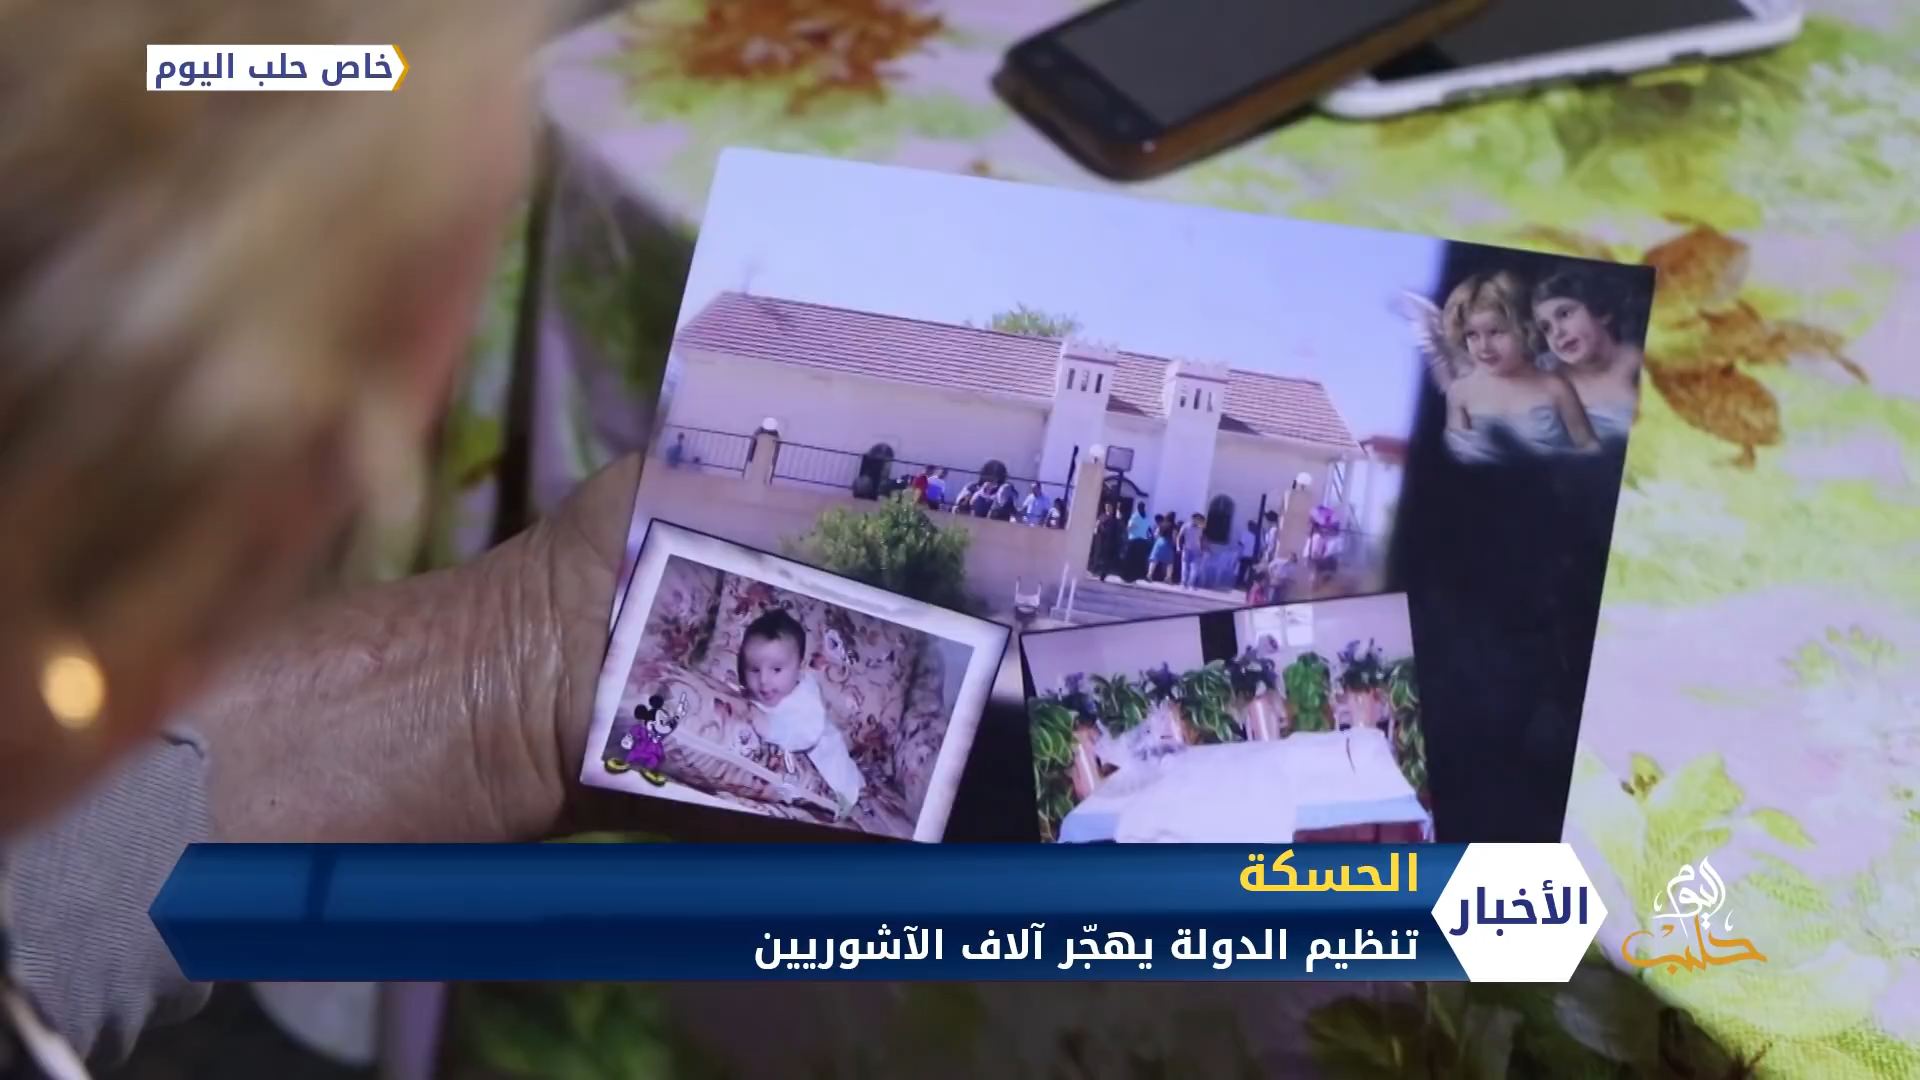 خاص حلب اليوم
الحسكة
الأخبار
تنظيم الدولة يهجّر آلاف الآشوريين
حلب اليوم